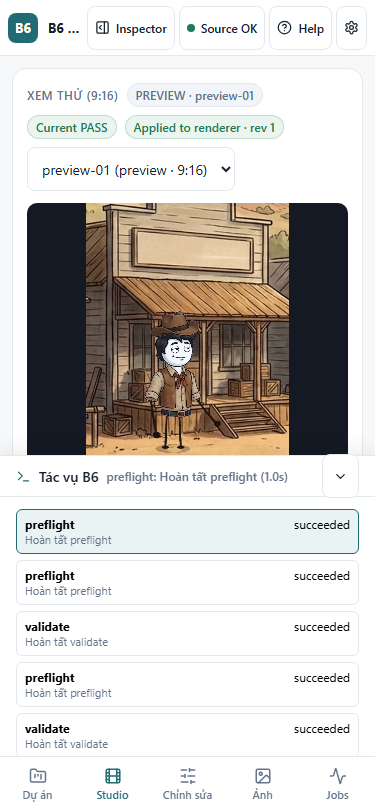 B6 B6 ... Inspector Source OK Help
XEM THỬ (9:16) PREVIEW · preview-01
Current PASS Applied to renderer · rev 1
preview-01 (preview · 9:16)
Tác vụ B6 preflight: Hoàn tất preflight (1.0s)
preflight succeeded
Hoàn tất preflight
preflight succeeded
Hoàn tất preflight
validate succeeded
Hoàn tất validate
preflight succeeded
Hoàn tất preflight
validate succeeded
Hoàn tất validate
Dự án Studio Chỉnh sửa Ảnh Jobs